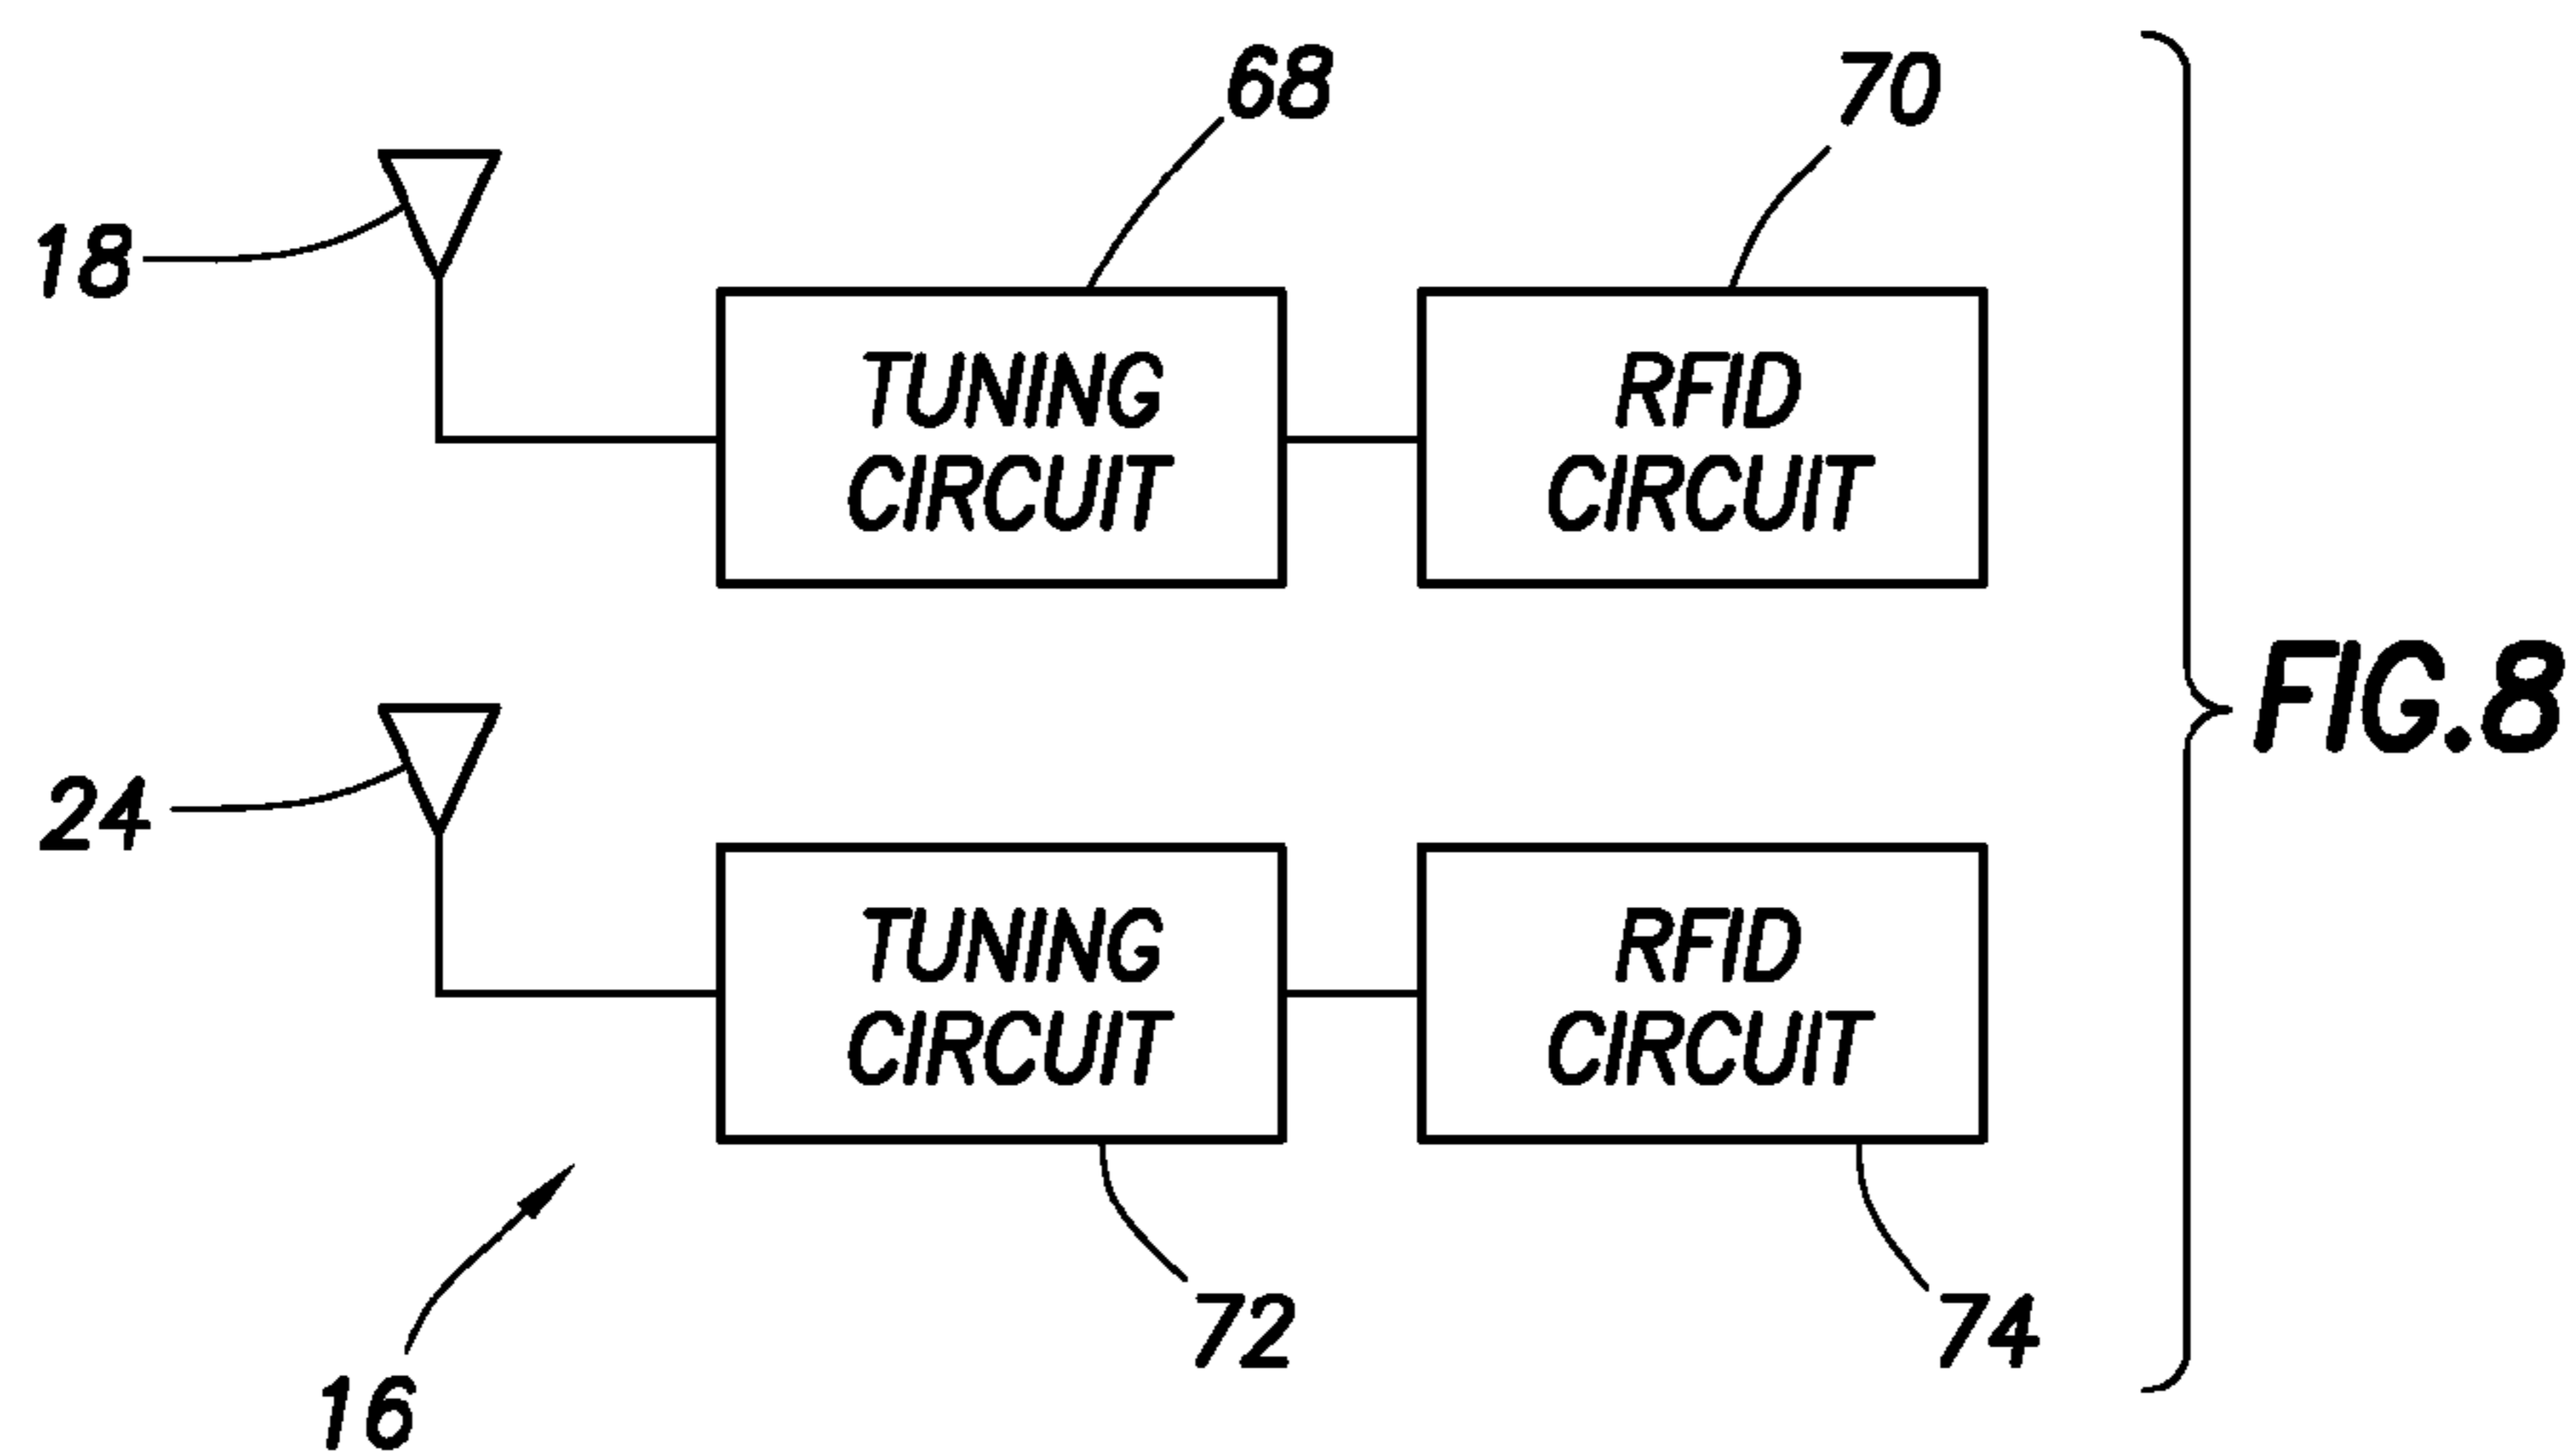 68
70
18
TUNING
CIRCUIT
RFID
CIRCUIT
FIG.8
24
TUNING
CIRCUIT
RFID
CIRCUIT
72
74
16